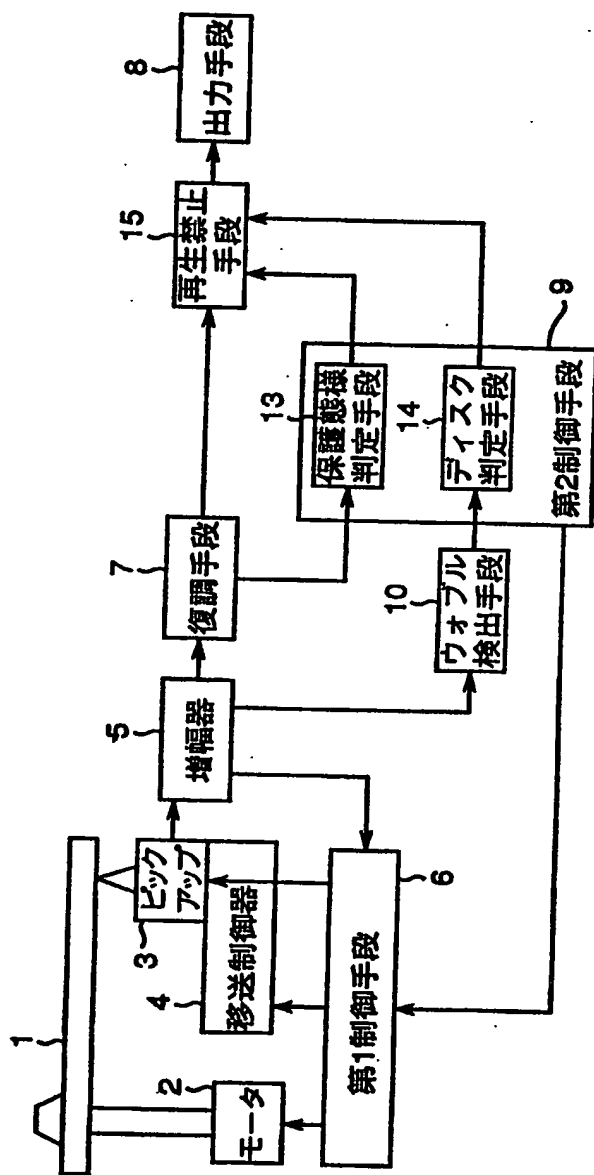 1
2
モータ
3
ピック
アップ
4
移送制御器
第1制御手段
6
5
増幅器
7
復調手段
10
ウォブル
検出手段
13
保護態様
判定手段
14
ディスク
判定手段
第2制御手段
9
15
再生禁止
手段
8
出力手段